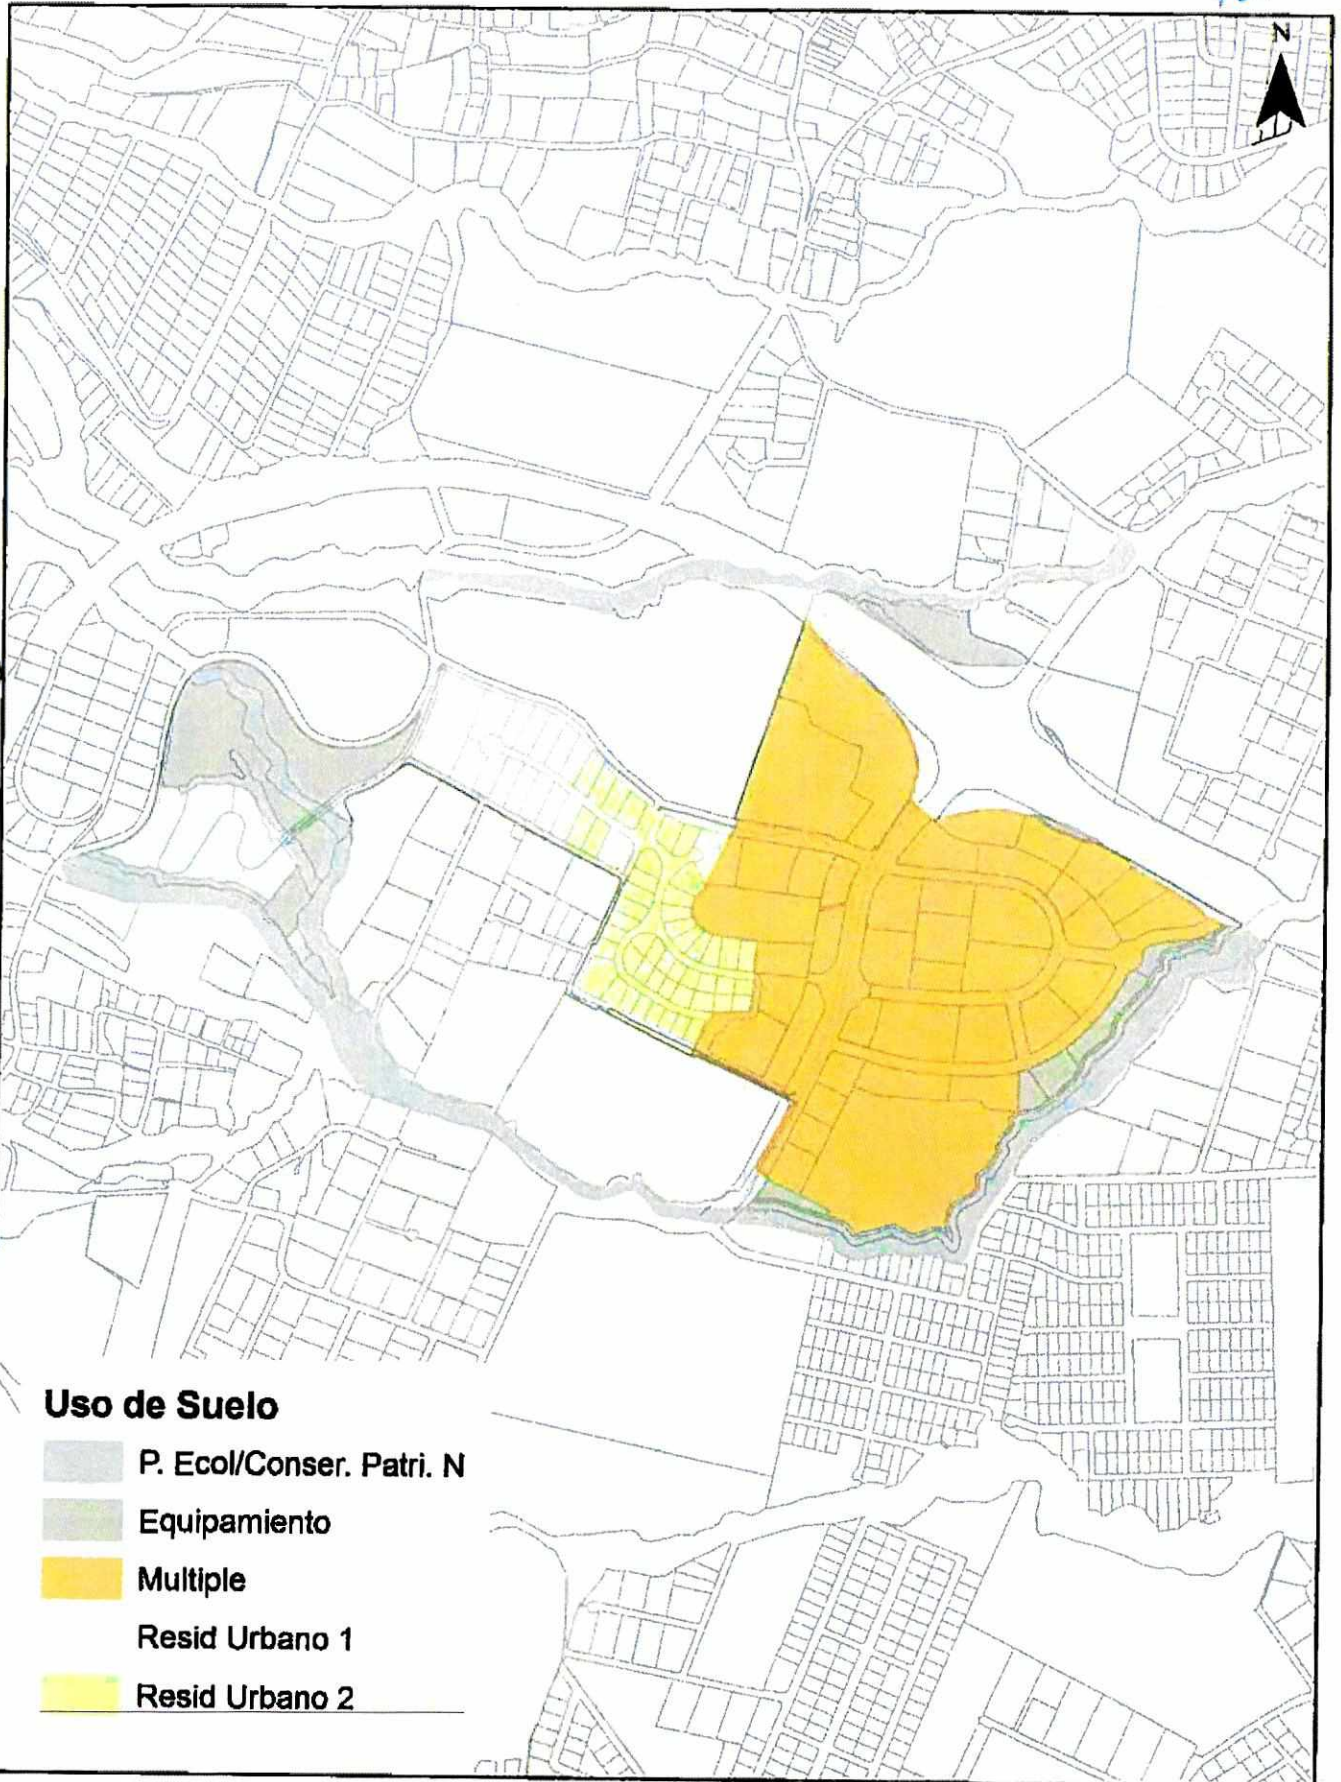 N
Uso de Suelo
P. Ecol/Conser. Patri. N
Equipamiento
Multiple
Resid Urbano 1
Resid Urbano 2